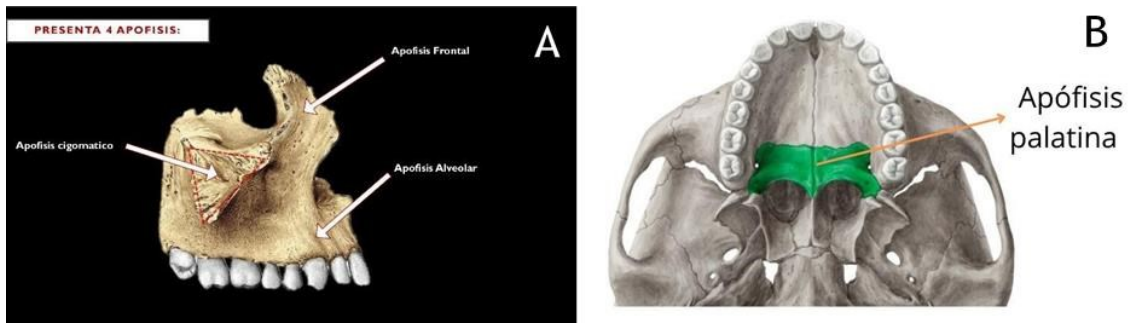 PRESENTA 4 APOFISIS:
A
Apofisis Frontal
Apofisis cigomatico
Apofisis Alveolar
B
Apófisis
palatina